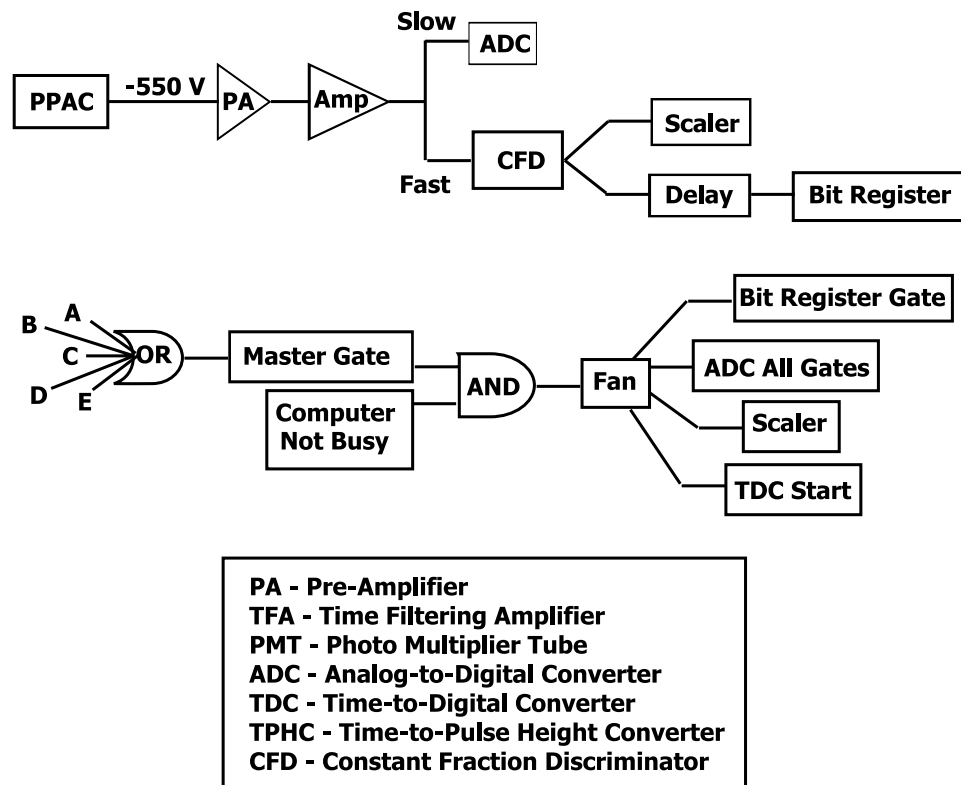 Slow
ADC
PPAC
-550 V
PA
Amp
Fast
CFD
Scaler
Delay
Bit Register
A
B
C
D
E
OR
Master Gate
Computer
Not Busy
AND
Fan
Bit Register Gate
ADC All Gates
Scaler
TDC Start
PA - Pre-Amplifier
TFA - Time Filtering Amplifier
PMT - Photo Multiplier Tube
ADC - Analog-to-Digital Converter
TDC - Time-to-Digital Converter
TPHC - Time-to-Pulse Height Converter
CFD - Constant Fraction Discriminator